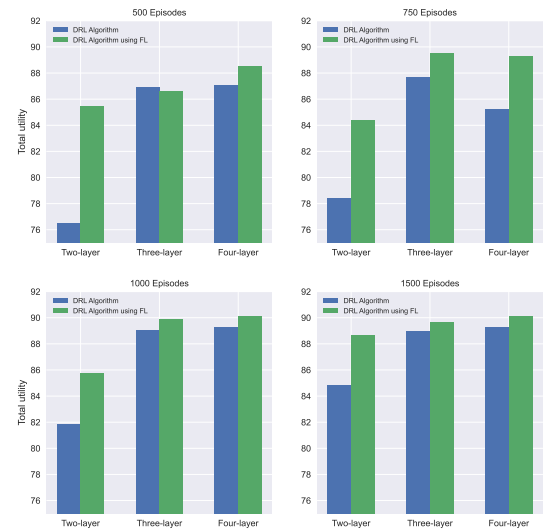 500 Episodes
DRL Algorithm
DRL Algorithm using FL
Total utility
92
90
88
86
84
82
80
78
76
Two-layer Three-layer Four-layer
750 Episodes
DRL Algorithm
DRL Algorithm using FL
92
90
88
86
84
82
80
78
76
Two-layer Three-layer Four-layer
1000 Episodes
DRL Algorithm
DRL Algorithm using FL
Total utility
92
90
88
86
84
82
80
78
76
Two-layer Three-layer Four-layer
1500 Episodes
DRL Algorithm
DRL Algorithm using FL
92
90
88
86
84
82
80
78
76
Two-layer Three-layer Four-layer